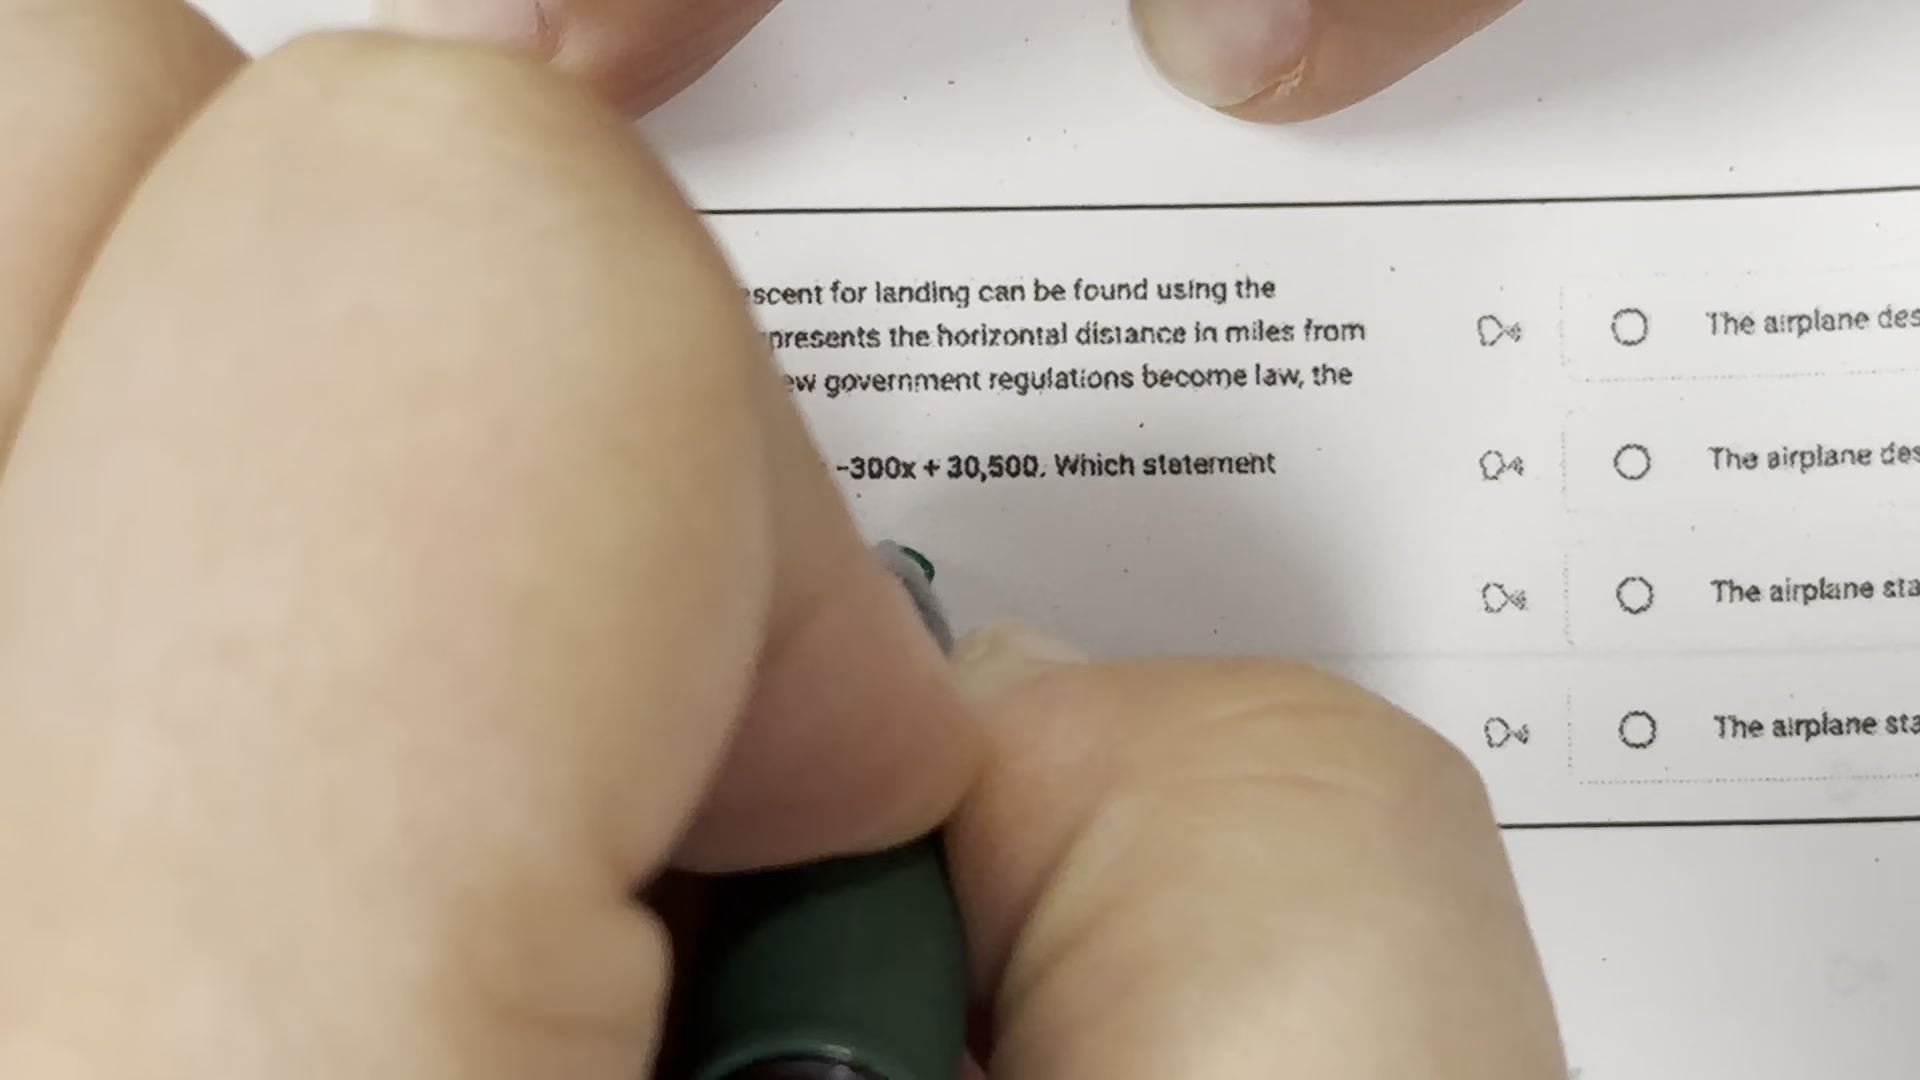 scent for landing can be found using the
presents the horizontal distance in miles from
ew government regulations become law, the
-300x + 30,500. Which statement
The airplane des
The airplane des
The airplane sta
The airplane sta